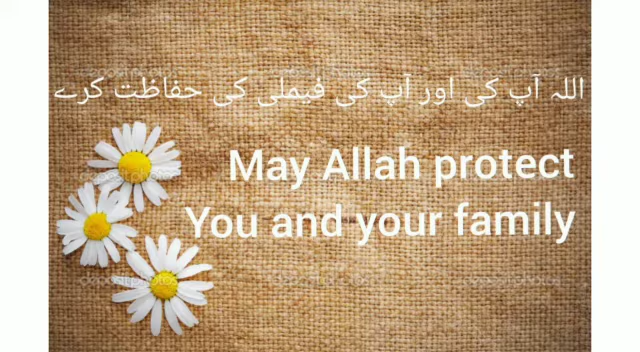 اللہ آپ کی اور آپ کی فیملی کی حفاظت کرے
May Allah protect
You and your family